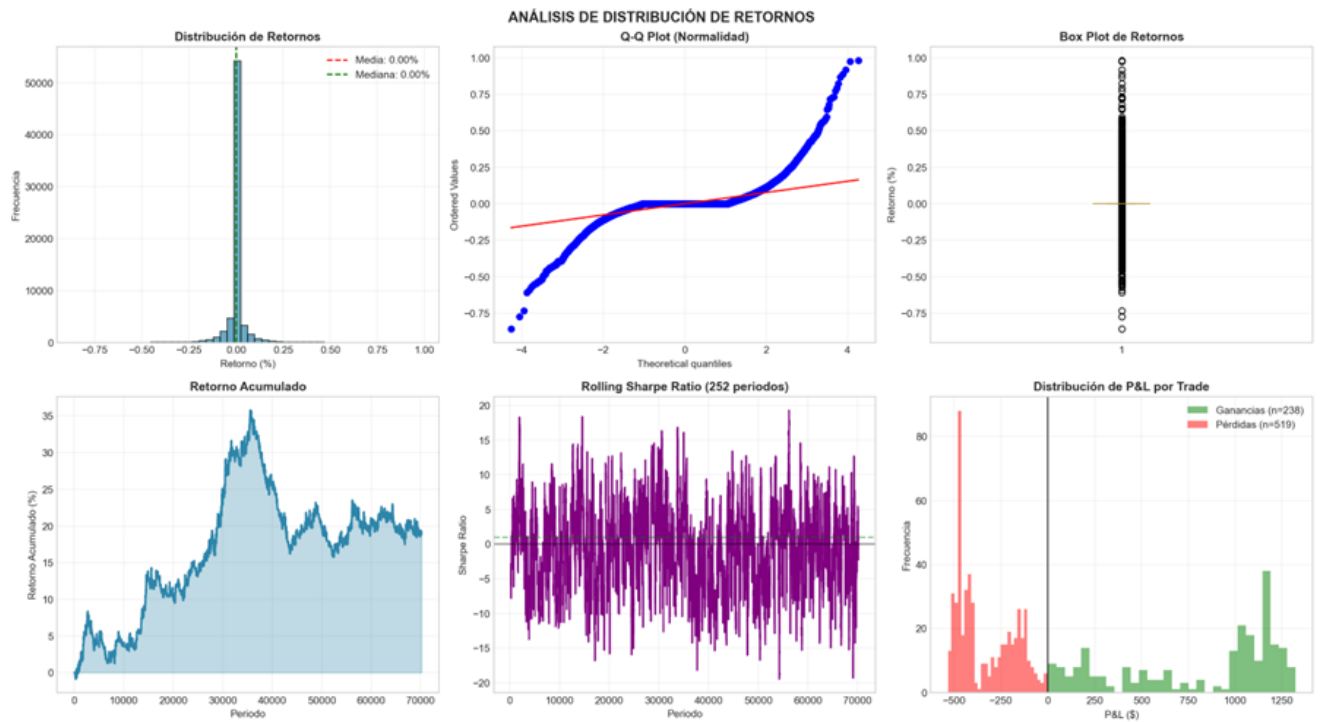 ANÁLISIS DE DISTRIBUCIÓN DE RETORNOS
Distribución de Retornos
Media: 0.00%
Mediana: 0.00%
50000
40000
30000
20000
10000
0
Frecuencia
−0.75 −0.50 −0.25 0.00 0.25 0.50 0.75 1.00
Retorno (%)
Q-Q Plot (Normalidad)
1.00
0.75
0.50
0.25
0.00
−0.25
−0.50
−0.75
Ordered Values
−4 −2 0 2 4
Theoretical quantiles
Box Plot de Retornos
1.00
0.75
0.50
0.25
0.00
−0.25
−0.50
−0.75
Retorno (%)
1
Retorno Acumulado
35
30
25
20
15
10
5
0
Retorno Acumulado (%)
0 10000 20000 30000 40000 50000 60000 70000
Periodo
Rolling Sharpe Ratio (252 periodos)
20
15
10
5
0
−5
−10
−15
−20
Sharpe Ratio
0 10000 20000 30000 40000 50000 60000 70000
Periodo
Distribución de P&L por Trade
Ganancias (n=238)
Pérdidas (n=519)
80
60
40
20
0
Frecuencia
−500 −250 0 250 500 750 1000 1250
P&L ($)